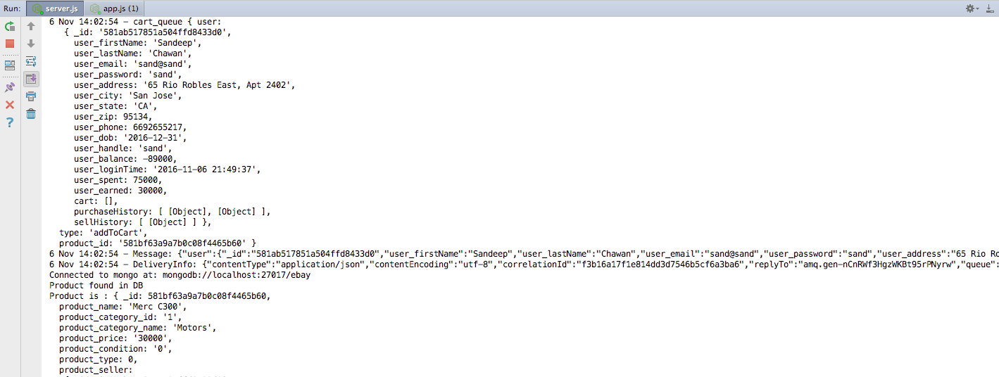 Run: server.js app.js (1)
6 Nov 14:02:54 - cart_queue { user:
{ _id: '581ab517851a504ffd8433d0',
user_firstName: 'Sandeep',
user_lastName: 'Chawan',
user_email: 'sand@sand',
user_password: 'sand',
user_address: '65 Rio Robles East, Apt 2402',
user_city: 'San Jose',
user_state: 'CA',
user_zip: 95134,
user_phone: 6692655217,
user_dob: '2016-12-31',
user_handle: 'sand',
user_balance: -89000,
user_loginTime: '2016-11-06 21:49:37',
user_spent: 75000,
user_earned: 30000,
cart: [],
purchaseHistory: [ [Object], [Object] ],
sellHistory: [ [Object] ] },
type: 'addToCart',
product_id: '581bf63a9a7b0c08f4465b60' }
6 Nov 14:02:54 - Message: {"user":{"_id":"581ab517851a504ffd8433d0","user_firstName":"Sandeep","user_lastName":"Chawan","user_email":"sand@sand","user_password":"sand","user_address":"65 Rio Ro
6 Nov 14:02:54 - DeliveryInfo: {"contentType":"application/json","contentEncoding":"utf-8","correlationId":"f3b16a17f1e814dd3d7546b5cf6a3ba6","replyTo":"amq.gen-nCnRWf3HgzWKBt95rPNyrw","queue":
Connected to mongo at: mongodb://localhost:27017/ebay
Product found in DB
Product is : { _id: 581bf63a9a7b0c08f4465b60,
product_name: 'Merc C300',
product_category_id: '1',
product_category_name: 'Motors',
product_price: '30000',
product_condition: '0',
product_type: 0,
product_seller: